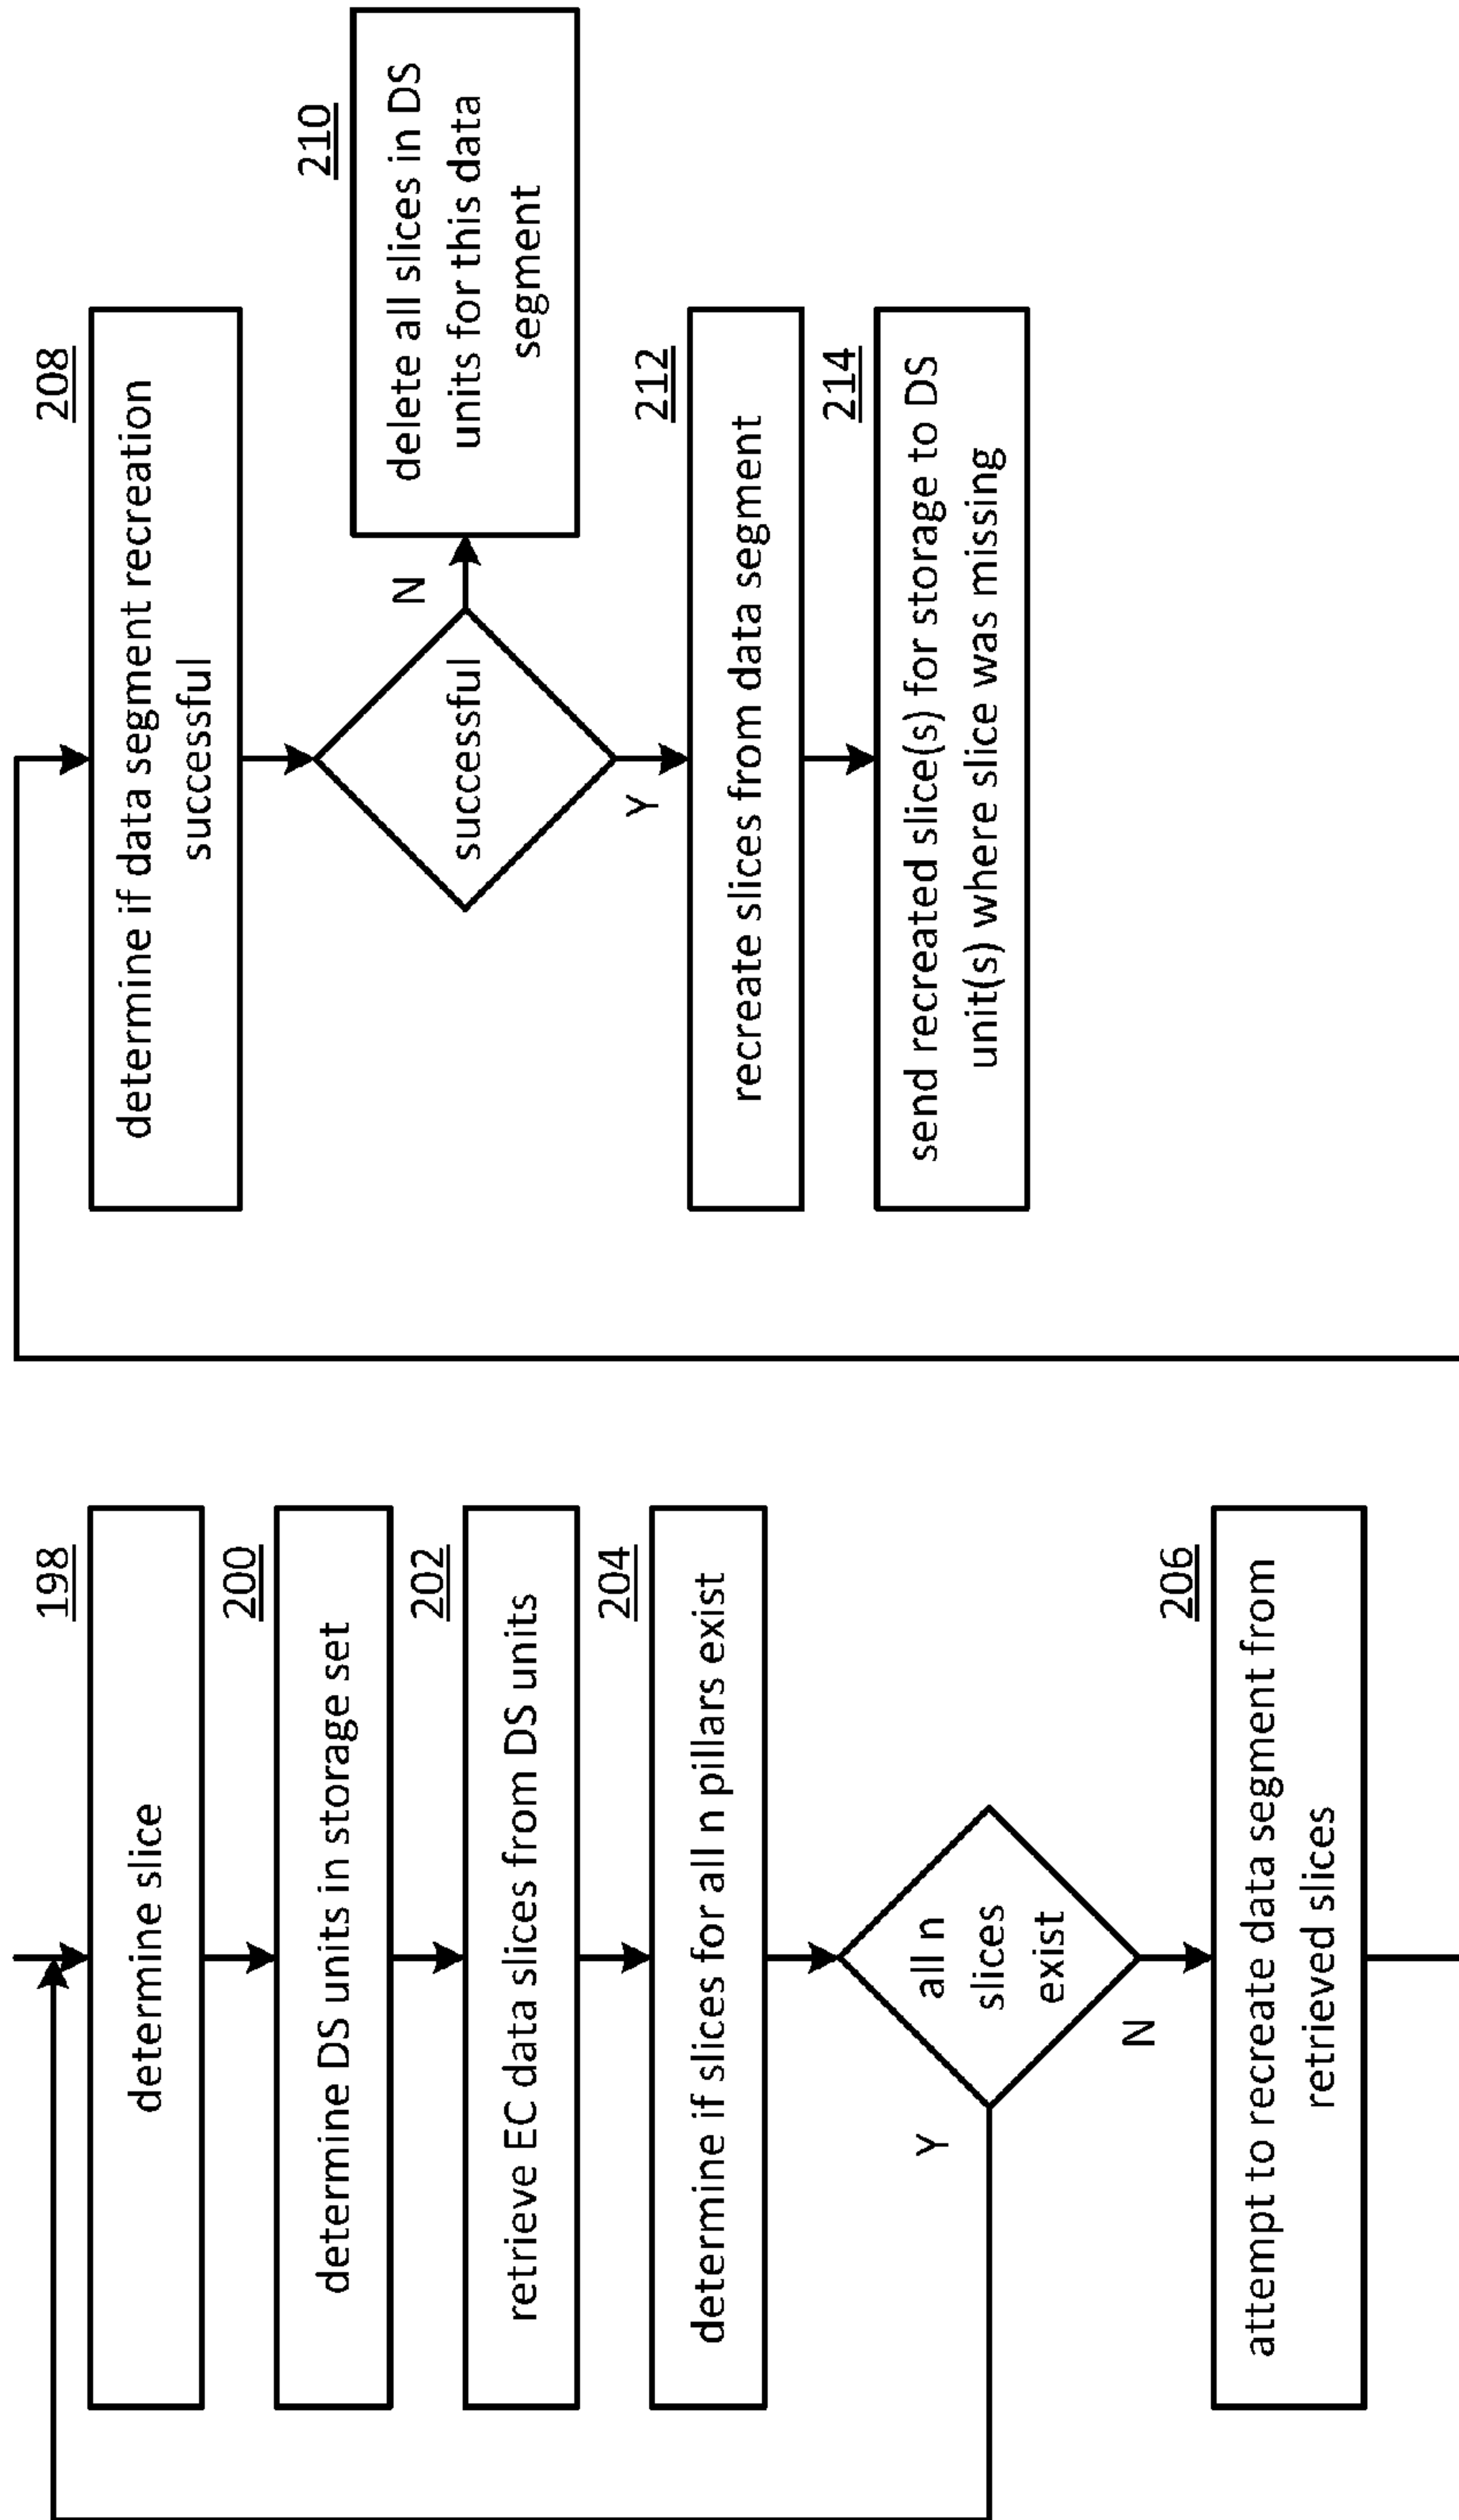 198
determine slice
200
determine DS units in storage set
202
retrieve EC data slices from DS units
204
determine if slices for all n pillars exist
all n
slices
exist
Y
N
206
attempt to recreate data segment from
retrieved slices
208
determine if data segment recreation
successful
successful
N
Y
210
delete all slices in DS
units for this data
segment
212
recreate slices from data segment
214
send recreated slice(s) for storage to DS
unit(s) where slice was missing